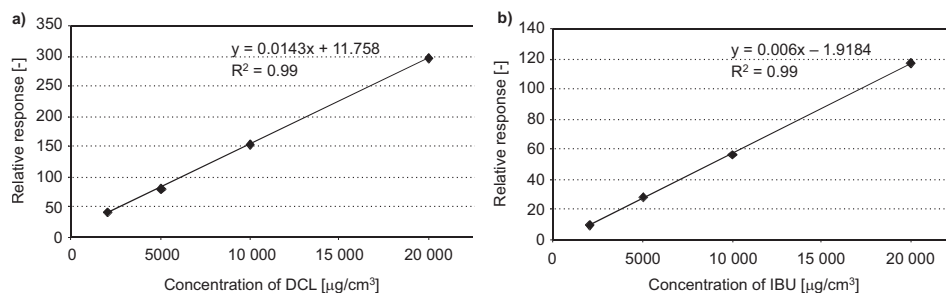 a)
Relative response [-]
350
300
250
200
150
100
50
0
y = 0.0143x + 11.758
R² = 0.99
0 5000 10 000 15 000 20 000
Concentration of DCL [µg/cm³]
b)
Relative response [-]
140
120
100
80
60
40
20
0
y = 0.006x – 1.9184
R² = 0.99
0 5000 10 000 15 000 20 000
Concentration of IBU [µg/cm³]